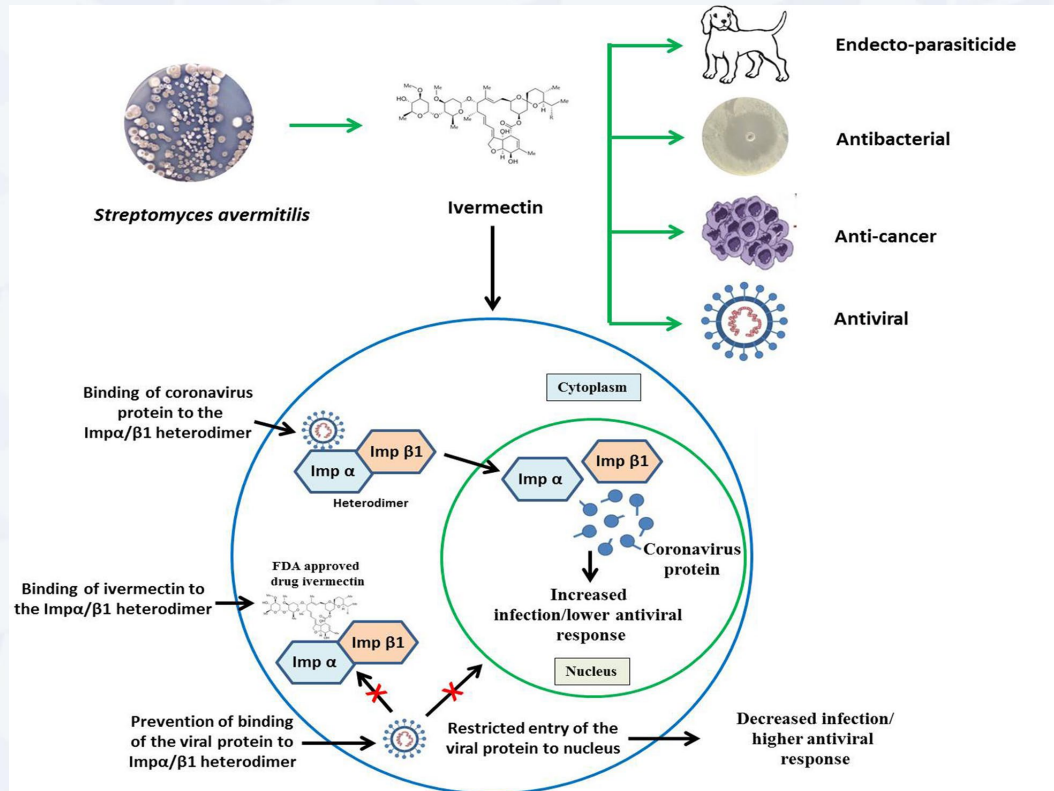 Endecto-parasiticide
Antibacterial
Streptomyces avermitilis
Ivermectin
Anti-cancer
Antiviral
Binding of coronavirus
protein to the
Impα/β1 heterodimer
Cytoplasm
Imp α
Imp β1
Heterodimer
Imp α
Imp β1
Coronavirus
protein
Increased
infection/lower antiviral
response
Nucleus
Binding of ivermectin to
the Impα/β1 heterodimer
FDA approved
drug ivermectin
Imp α
Imp β1
Prevention of binding
of the viral protein to
Impα/β1 heterodimer
Restricted entry of the
viral protein to nucleus
Decreased infection/
higher antiviral
response